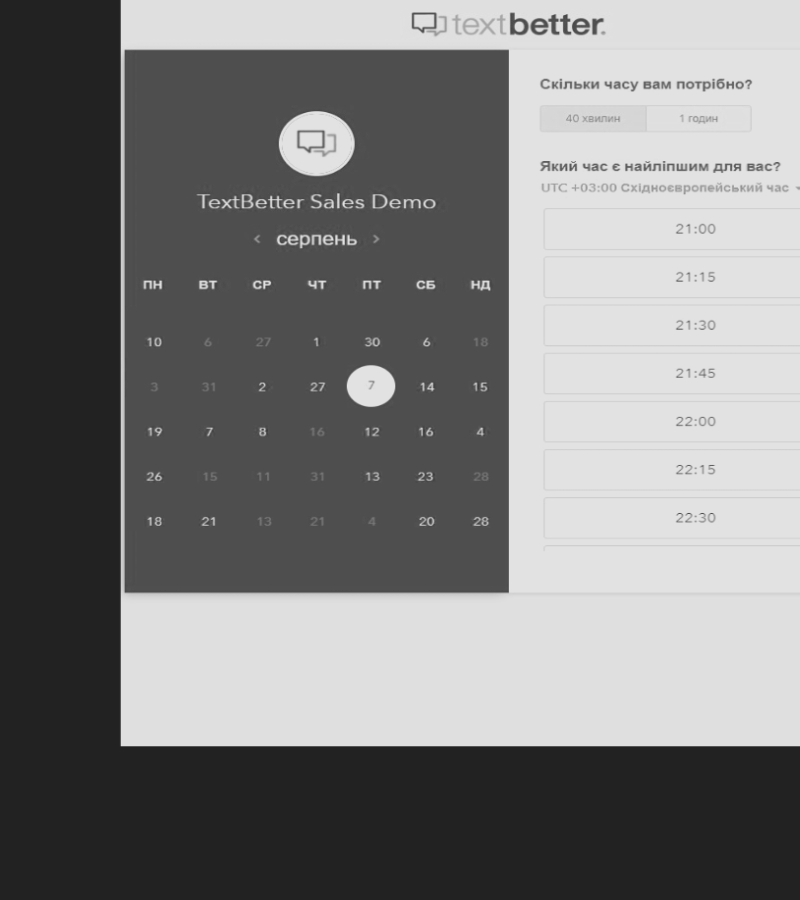 textbetter.
TextBetter Sales Demo
‹ серпень ›
ПН ВТ СР ЧТ ПТ СБ НД
10 6 27 1 30 6 18
3 31 2 27 7 14 15
19 7 8 16 12 16 4
26 15 11 31 13 23 28
18 21 13 21 4 20 28
Скільки часу вам потрібно?
40 хвилин 1 годин
Який час є найліпшим для вас?
UTC +03:00 Східноєвропейський час
21:00
21:15
21:30
21:45
22:00
22:15
22:30